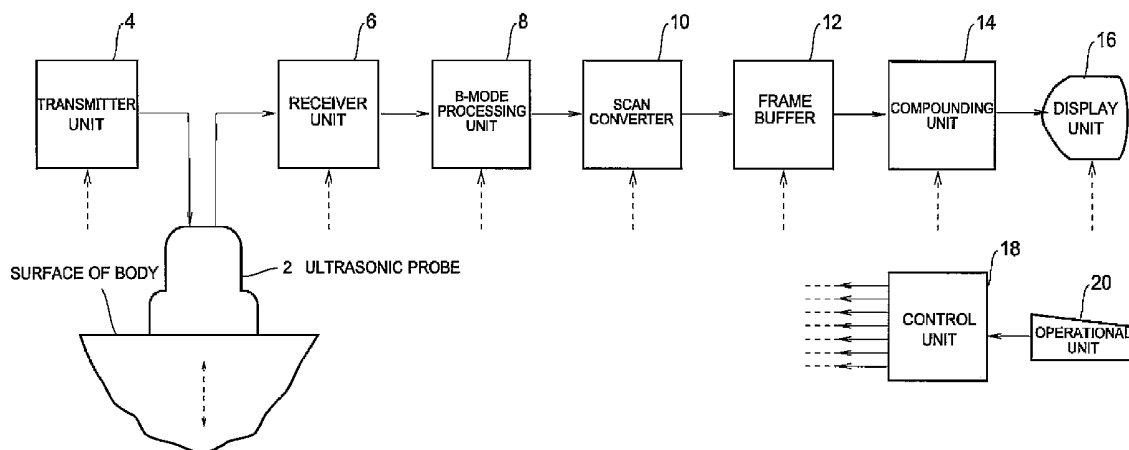 4
6
8
10
12
14
16
TRANSMITTER
UNIT
RECEIVER
UNIT
B-MODE
PROCESSING
UNIT
SCAN
CONVERTER
FRAME
BUFFER
COMPOUNDING
UNIT
DISPLAY
UNIT
SURFACE OF BODY
2 ULTRASONIC PROBE
18
20
CONTROL
UNIT
OPERATIONAL
UNIT